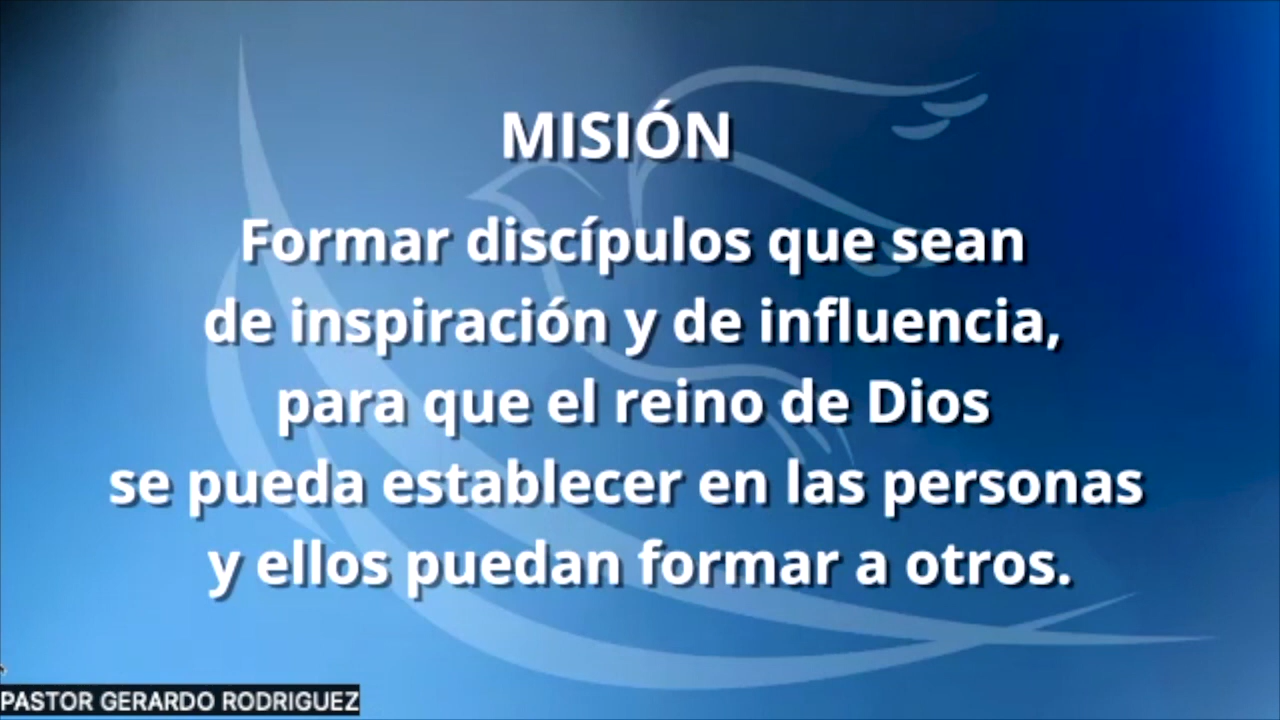 MISIÓN
Formar discípulos que sean
de inspiración y de influencia,
para que el reino de Dios
se pueda establecer en las personas
y ellos puedan formar a otros.
PASTOR GERARDO RODRIGUEZ